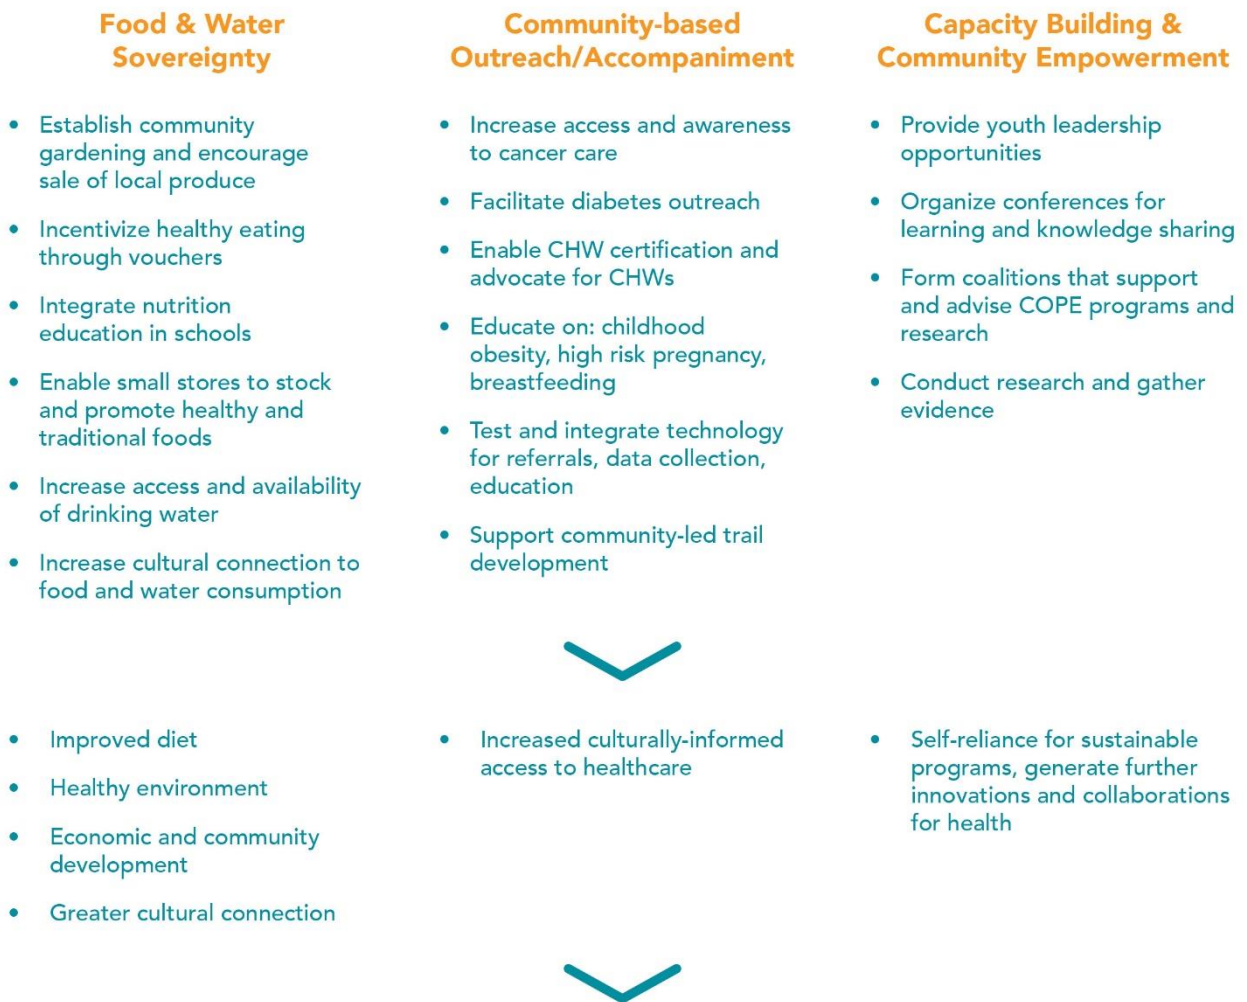 Food & Water
Sovereignty
• Establish community
gardening and encourage
sale of local produce
• Incentivize healthy eating
through vouchers
• Integrate nutrition
education in schools
• Enable small stores to stock
and promote healthy and
traditional foods
• Increase access and availability
of drinking water
• Increase cultural connection to
food and water consumption
Community-based
Outreach/Accompaniment
• Increase access and awareness
to cancer care
• Facilitate diabetes outreach
• Enable CHW certification and
advocate for CHWs
• Educate on: childhood
obesity, high risk pregnancy,
breastfeeding
• Test and integrate technology
for referrals, data collection,
education
• Support community-led trail
development
Capacity Building &
Community Empowerment
• Provide youth leadership
opportunities
• Organize conferences for
learning and knowledge sharing
• Form coalitions that support
and advise COPE programs and
research
• Conduct research and gather
evidence
• Improved diet
• Healthy environment
• Economic and community
development
• Greater cultural connection
• Increased culturally-informed
access to healthcare
• Self-reliance for sustainable
programs, generate further
innovations and collaborations
for health